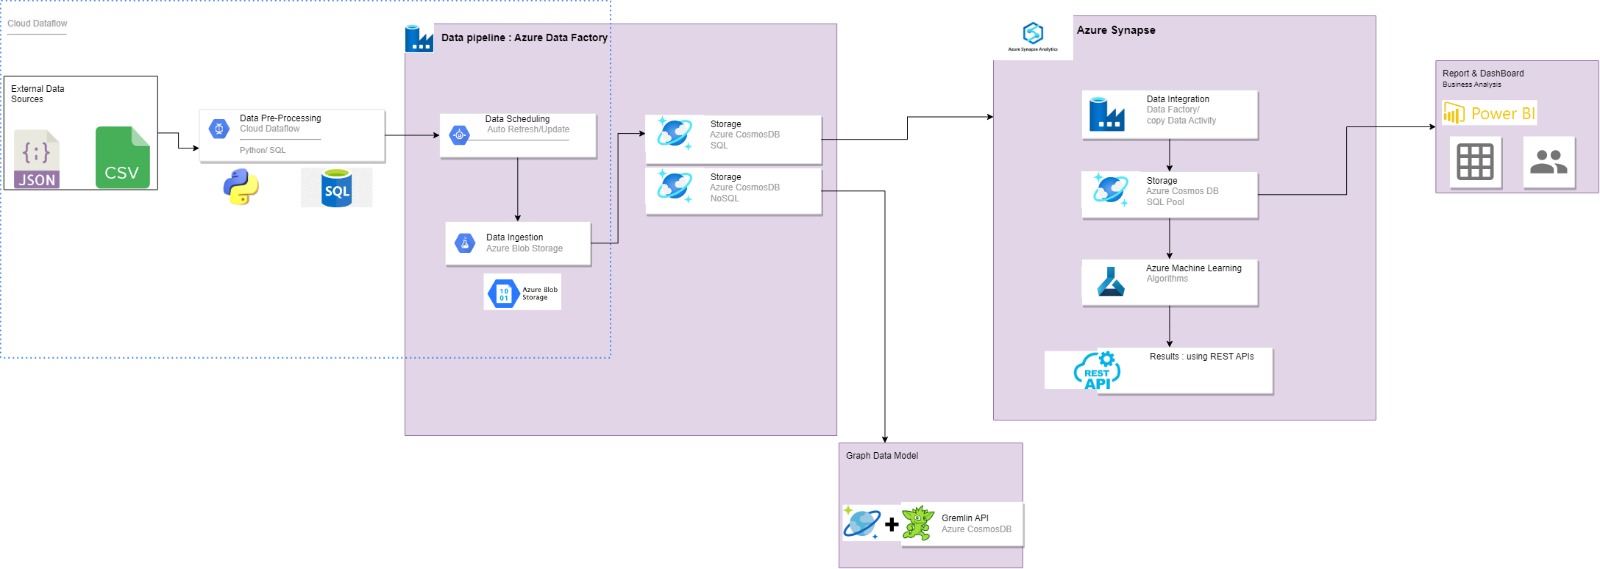 Cloud Dataflow
External Data
Sources
{;}
JSON
CSV
Data Pre-Processing
Cloud Dataflow
Python/ SQL
SQL
Data pipeline : Azure Data Factory
Data Scheduling
Auto Refresh/Update
Data Ingestion
Azure Blob Storage
10
01
Azure Blob
Storage
Storage
Azure CosmosDB
SQL
Storage
Azure CosmosDB
NoSQL
Graph Data Model
+
Gremlin API
Azure CosmosDB
Azure Synapse Analytics
Azure Synapse
Data Integration
Data Factory/
copy Data Activity
Storage
Azure Cosmos DB
SQL Pool
Azure Machine Learning
Algorithms
Results : using REST APIs
REST
API
Report & DashBoard
Business Analysis
Power BI